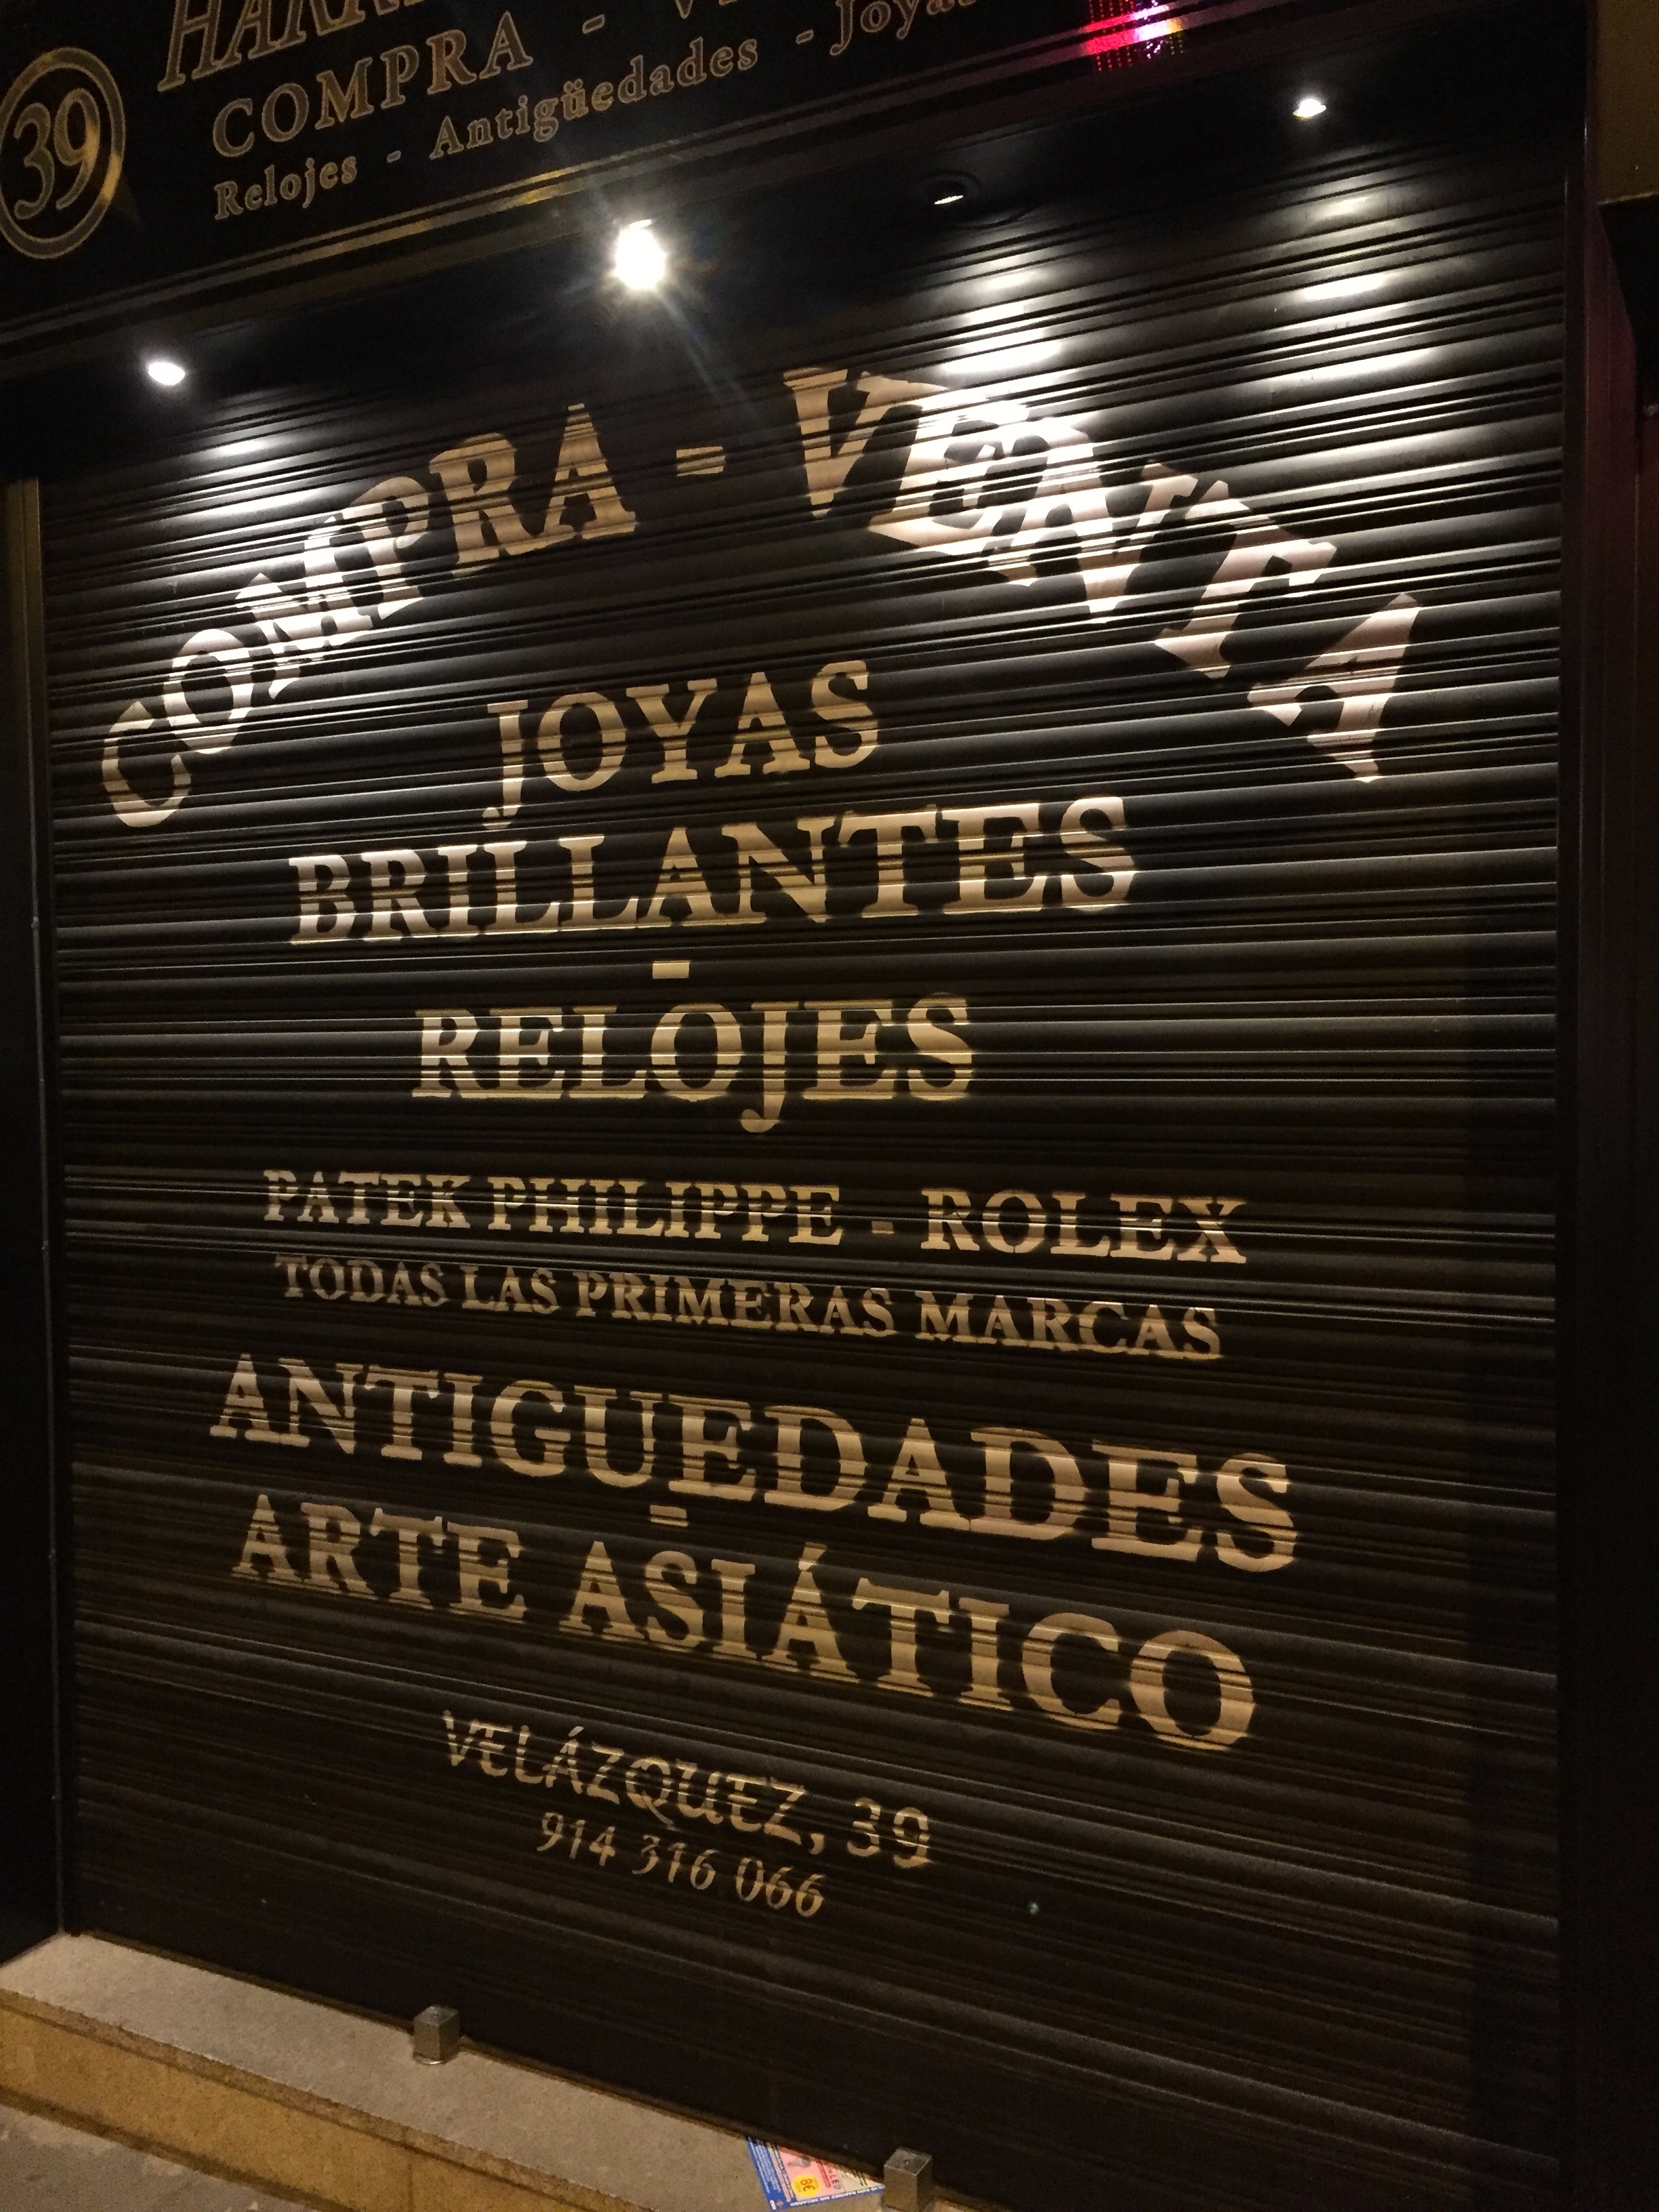 39
COMPRA -
Relojes - Antigüedades - Joyas
COMPRA - VENTA
JOYAS
BRILLANTES
-
RELOJES
PATEK PHILIPPE - ROLEX
TODAS LAS PRIMERAS MARCAS
ANTIGUEDADES
-
ARTE ASIÁTICO
VELÁZQUEZ, 39
914 316 066